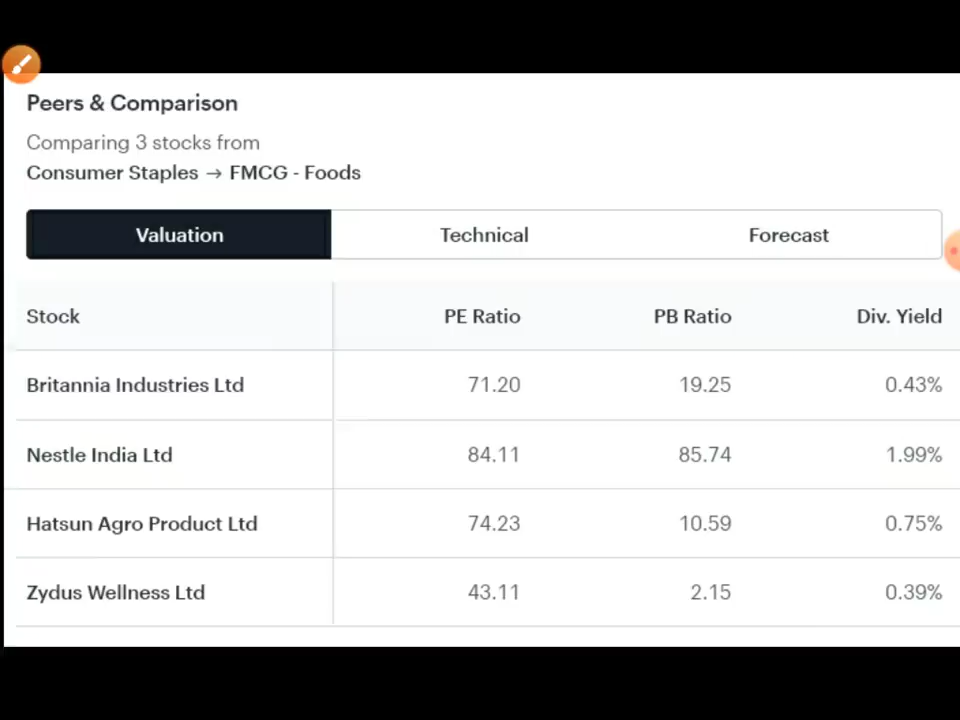 Peers & Comparison
Comparing 3 stocks from
Consumer Staples → FMCG - Foods
Valuation Technical Forecast
Stock PE Ratio PB Ratio Div. Yield
Britannia Industries Ltd 71.20 19.25 0.43%
Nestle India Ltd 84.11 85.74 1.99%
Hatsun Agro Product Ltd 74.23 10.59 0.75%
Zydus Wellness Ltd 43.11 2.15 0.39%